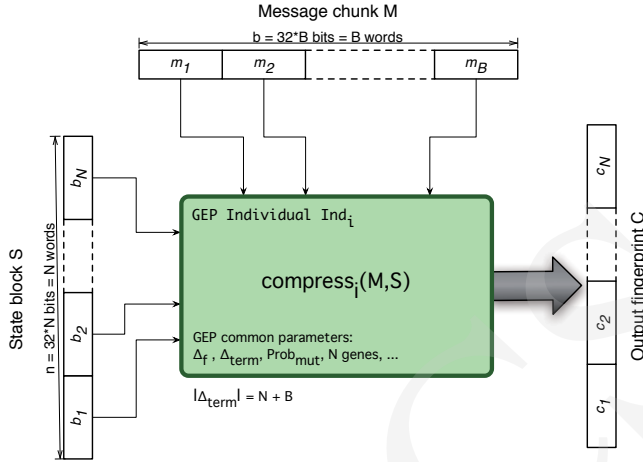 Message chunk M
b = 32*B bits = B words
m1
m2
mB
State block S
n = 32*N bits = N words
bN
b2
b1
GEP Individual Indi
compressi(M,S)
GEP common parameters:
Δf , Δterm, Probmut, N genes, ...
|Δterm| = N + B
cN
c2
c1
Output fingerprint C